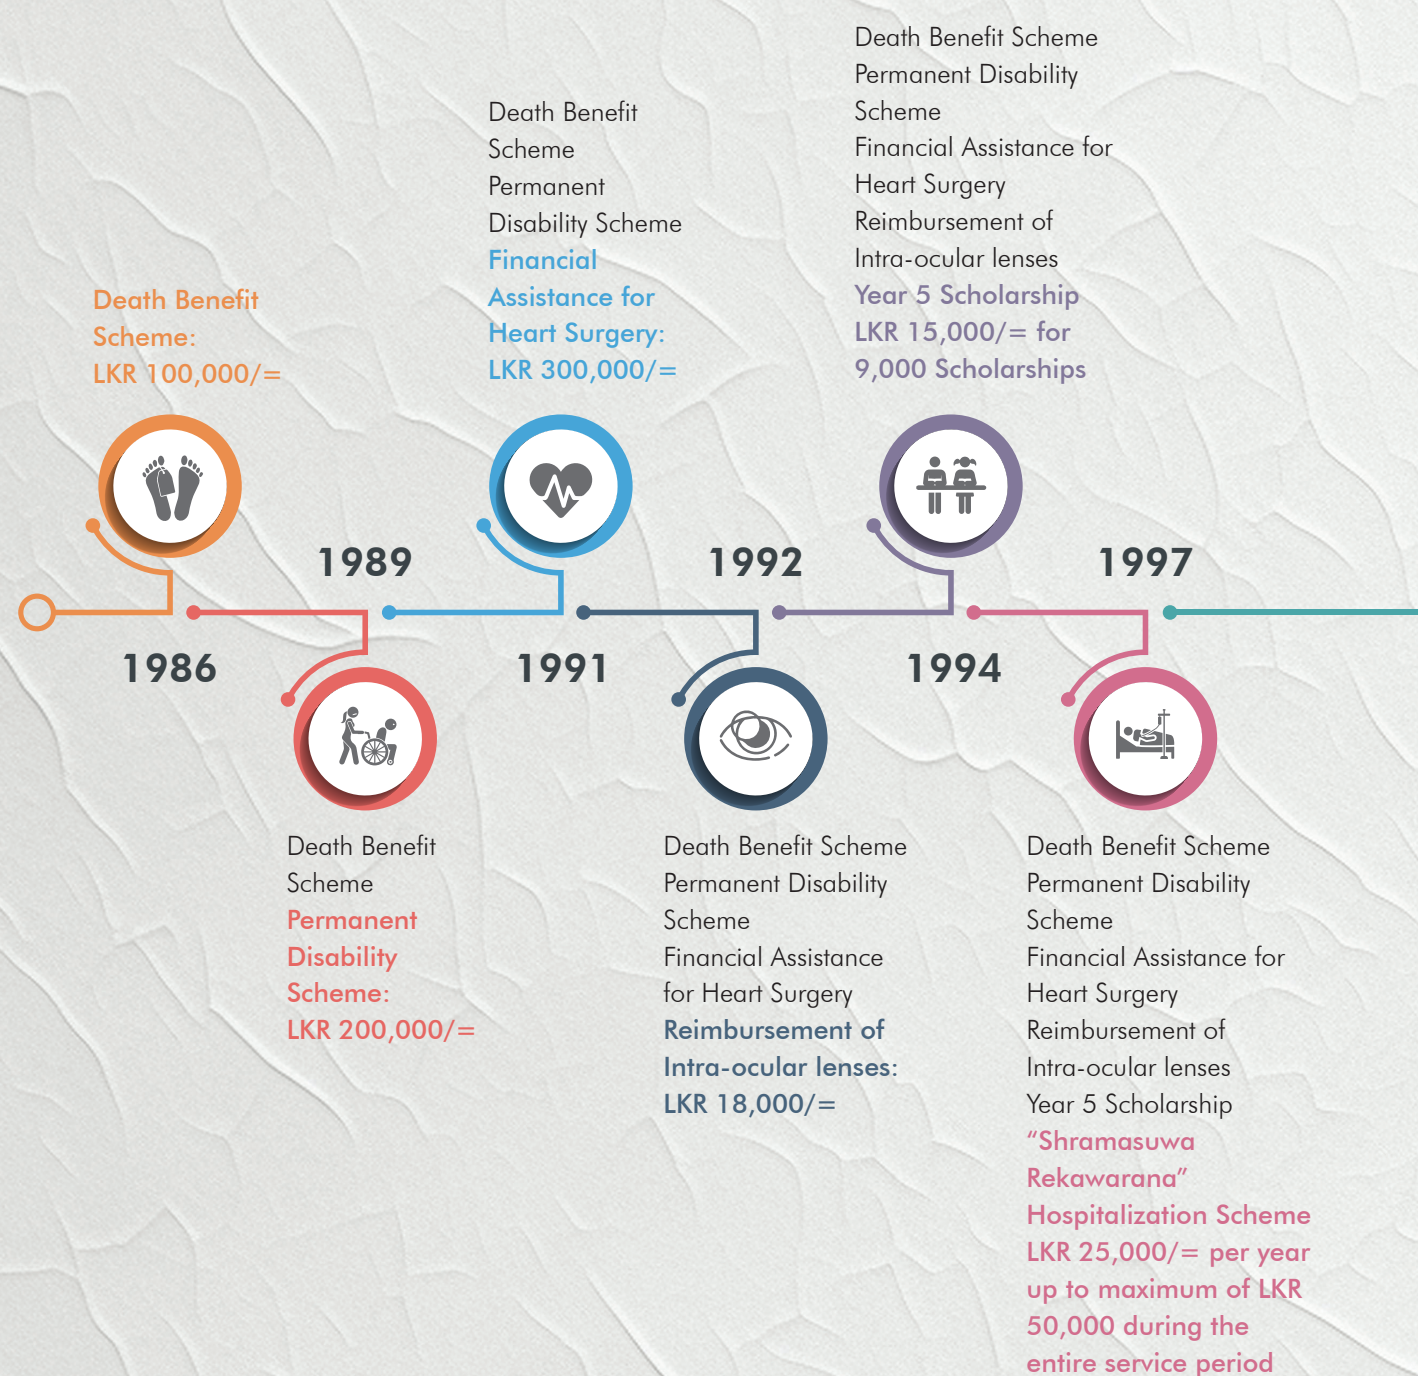 Death Benefit
Scheme:
LKR 100,000/=
1986
1989
Death Benefit
Scheme
Permanent
Disability
Scheme:
LKR 200,000/=
Death Benefit
Scheme
Permanent
Disability Scheme
Financial
Assistance for
Heart Surgery:
LKR 300,000/=
1991
1992
Death Benefit Scheme
Permanent Disability
Scheme
Financial Assistance
for Heart Surgery
Reimbursement of
Intra-ocular lenses:
LKR 18,000/=
Death Benefit Scheme
Permanent Disability
Scheme
Financial Assistance for
Heart Surgery
Reimbursement of
Intra-ocular lenses
Year 5 Scholarship
LKR 15,000/= for
9,000 Scholarships
1994
1997
Death Benefit Scheme
Permanent Disability
Scheme
Financial Assistance for
Heart Surgery
Reimbursement of
Intra-ocular lenses
Year 5 Scholarship
“Shramasuwa
Rekawarana”
Hospitalization Scheme
LKR 25,000/= per year
up to maximum of LKR
50,000 during the
entire service period